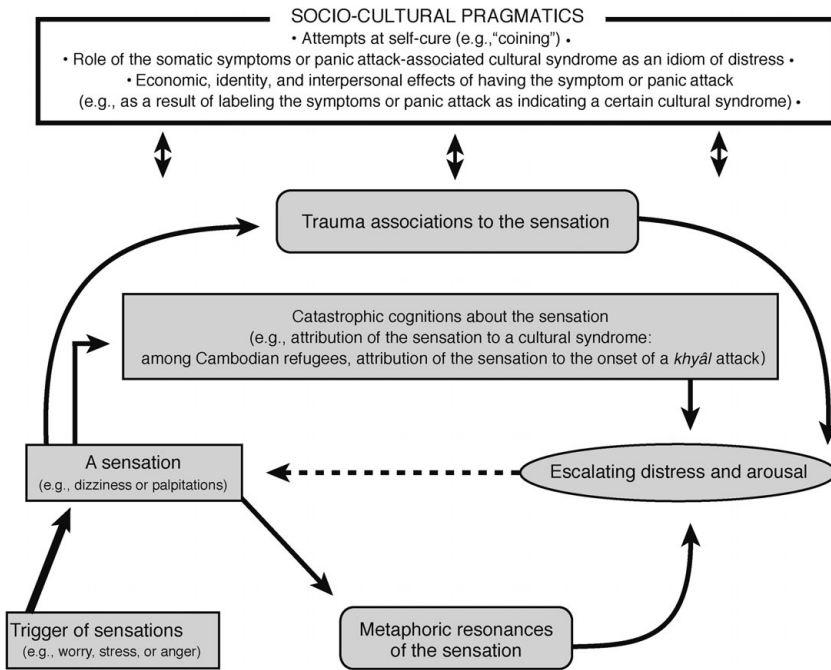 SOCIO-CULTURAL PRAGMATICS
• Attempts at self-cure (e.g.,“coining”) •
• Role of the somatic symptoms or panic attack-associated cultural syndrome as an idiom of distress •
• Economic, identity, and interpersonal effects of having the symptom or panic attack
(e.g., as a result of labeling the symptoms or panic attack as indicating a certain cultural syndrome) •
Trauma associations to the sensation
Catastrophic cognitions about the sensation
(e.g., attribution of the sensation to a cultural syndrome:
among Cambodian refugees, attribution of the sensation to the onset of a khyâl attack)
A sensation
(e.g., dizziness or palpitations)
Escalating distress and arousal
Trigger of sensations
(e.g., worry, stress, or anger)
Metaphoric resonances
of the sensation